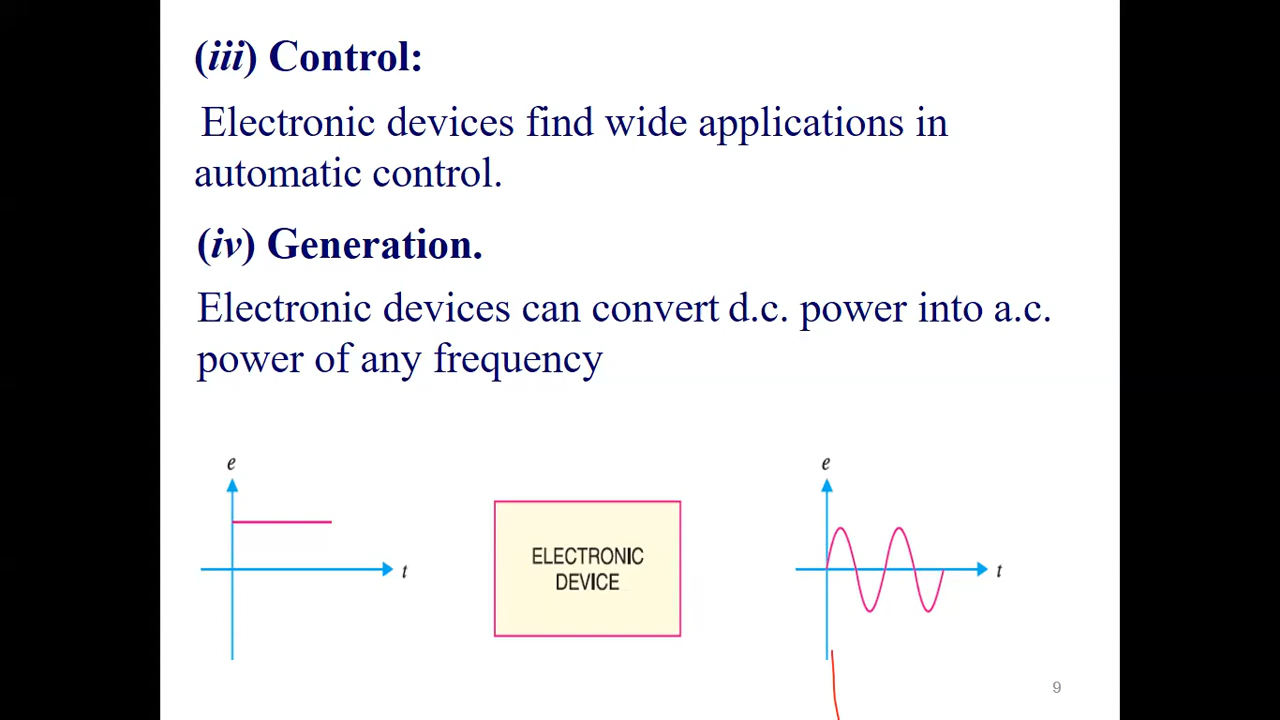 (iii) Control:
Electronic devices find wide applications in
automatic control.
(iv) Generation.
Electronic devices can convert d.c. power into a.c.
power of any frequency
e
t
ELECTRONIC
DEVICE
e
t
9